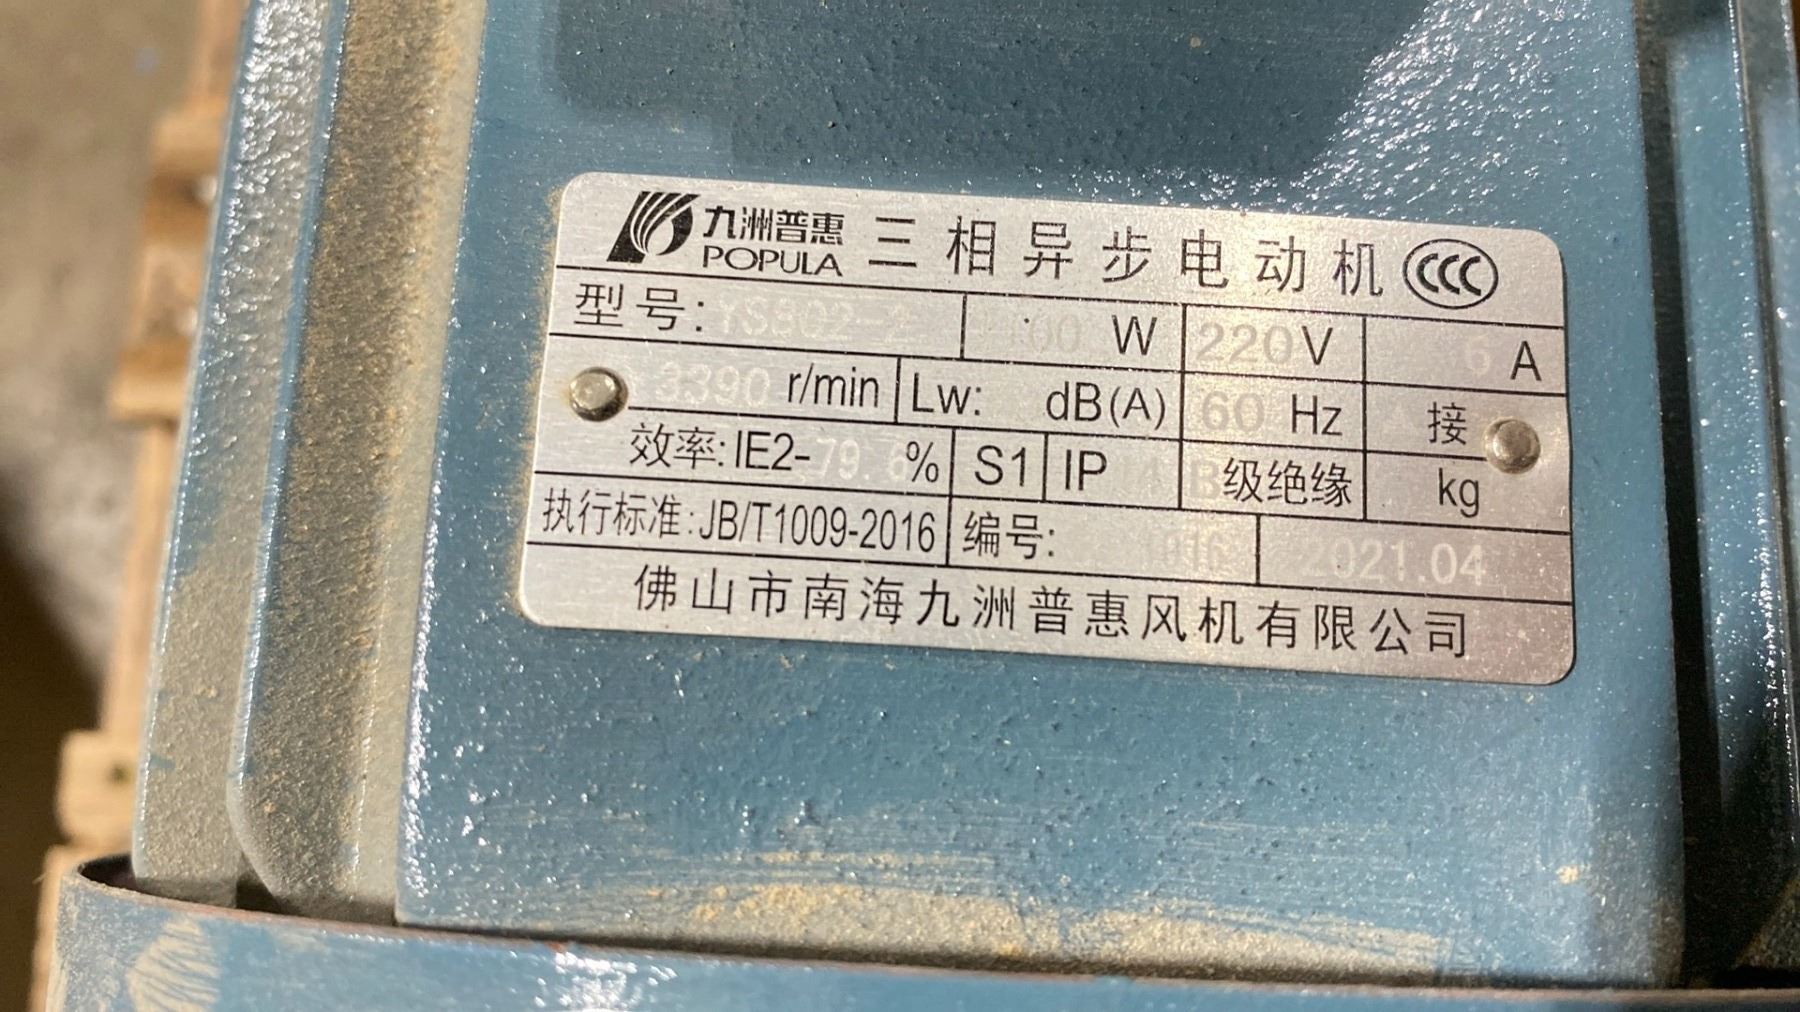 九洲普惠 POPULA 三相异步电动机 CCC
型号: YS802-2 W 220 V A
3390 r/min Lw: dB(A) 60 Hz 接
效率: IE2-79.6% S1 IP B级绝缘 kg
执行标准: JB/T1009-2016 编号: 2021.04
佛山市南海九洲普惠风机有限公司